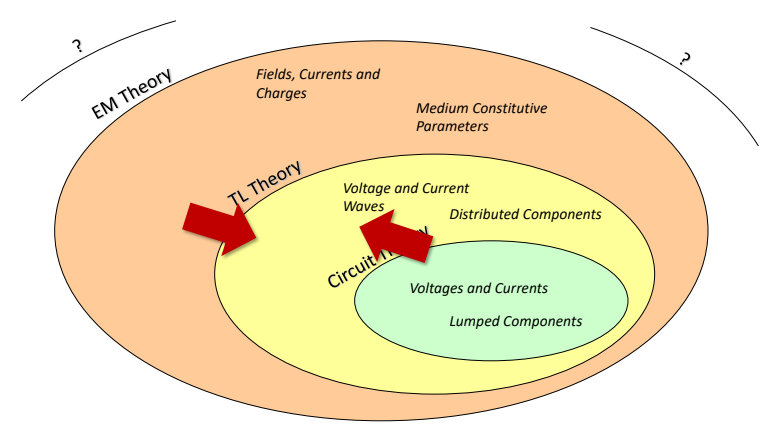 ?
?
EM Theory
Fields, Currents and
Charges
Medium Constitutive
Parameters
TL Theory
Voltage and Current
Waves
Distributed Components
Circuit
Voltages and Currents
Lumped Components